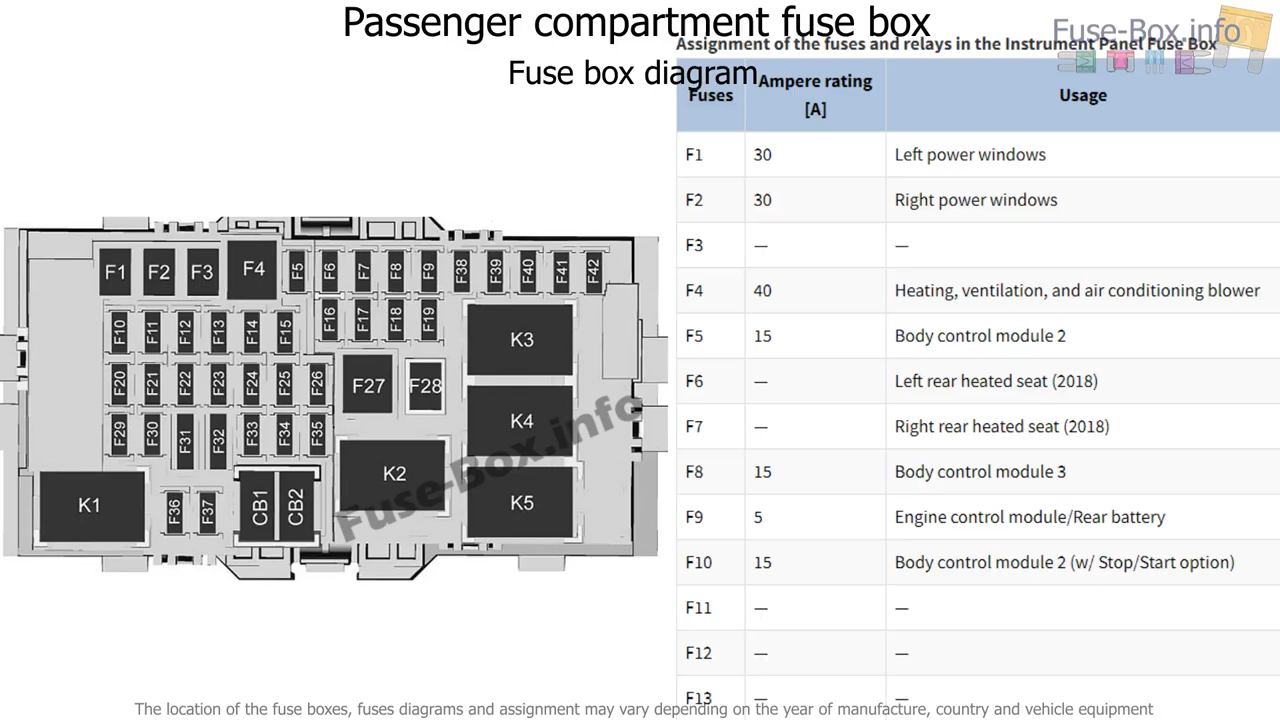 Passenger compartment fuse box
Fuse box diagram
Fuse-Box.info
Assignment of the fuses and relays in the Instrument Panel Fuse Box
Fuses Ampere rating [A] Usage
F1 30 Left power windows
F2 30 Right power windows
F3 — —
F4 40 Heating, ventilation, and air conditioning blower
F5 15 Body control module 2
F6 — Left rear heated seat (2018)
F7 — Right rear heated seat (2018)
F8 15 Body control module 3
F9 5 Engine control module/Rear battery
F10 15 Body control module 2 (w/ Stop/Start option)
F11 — —
F12 — —
F13 — —
F1 F2 F3 F4 F5 F6 F7 F8 F9 F38 F39 F40 F41 F42
F16 F17 F18 F19
F10 F11 F12 F13 F14 F15
K3
F20 F21 F22 F23 F24 F25 F26 F27 F28
K4
F29 F30 F31 F32 F33 F34 F35
K2
K1 F36 F37 CB1 CB2 K5
Fuse-Box.info
The location of the fuse boxes, fuses diagrams and assignment may vary depending on the year of manufacture, country and vehicle equipment